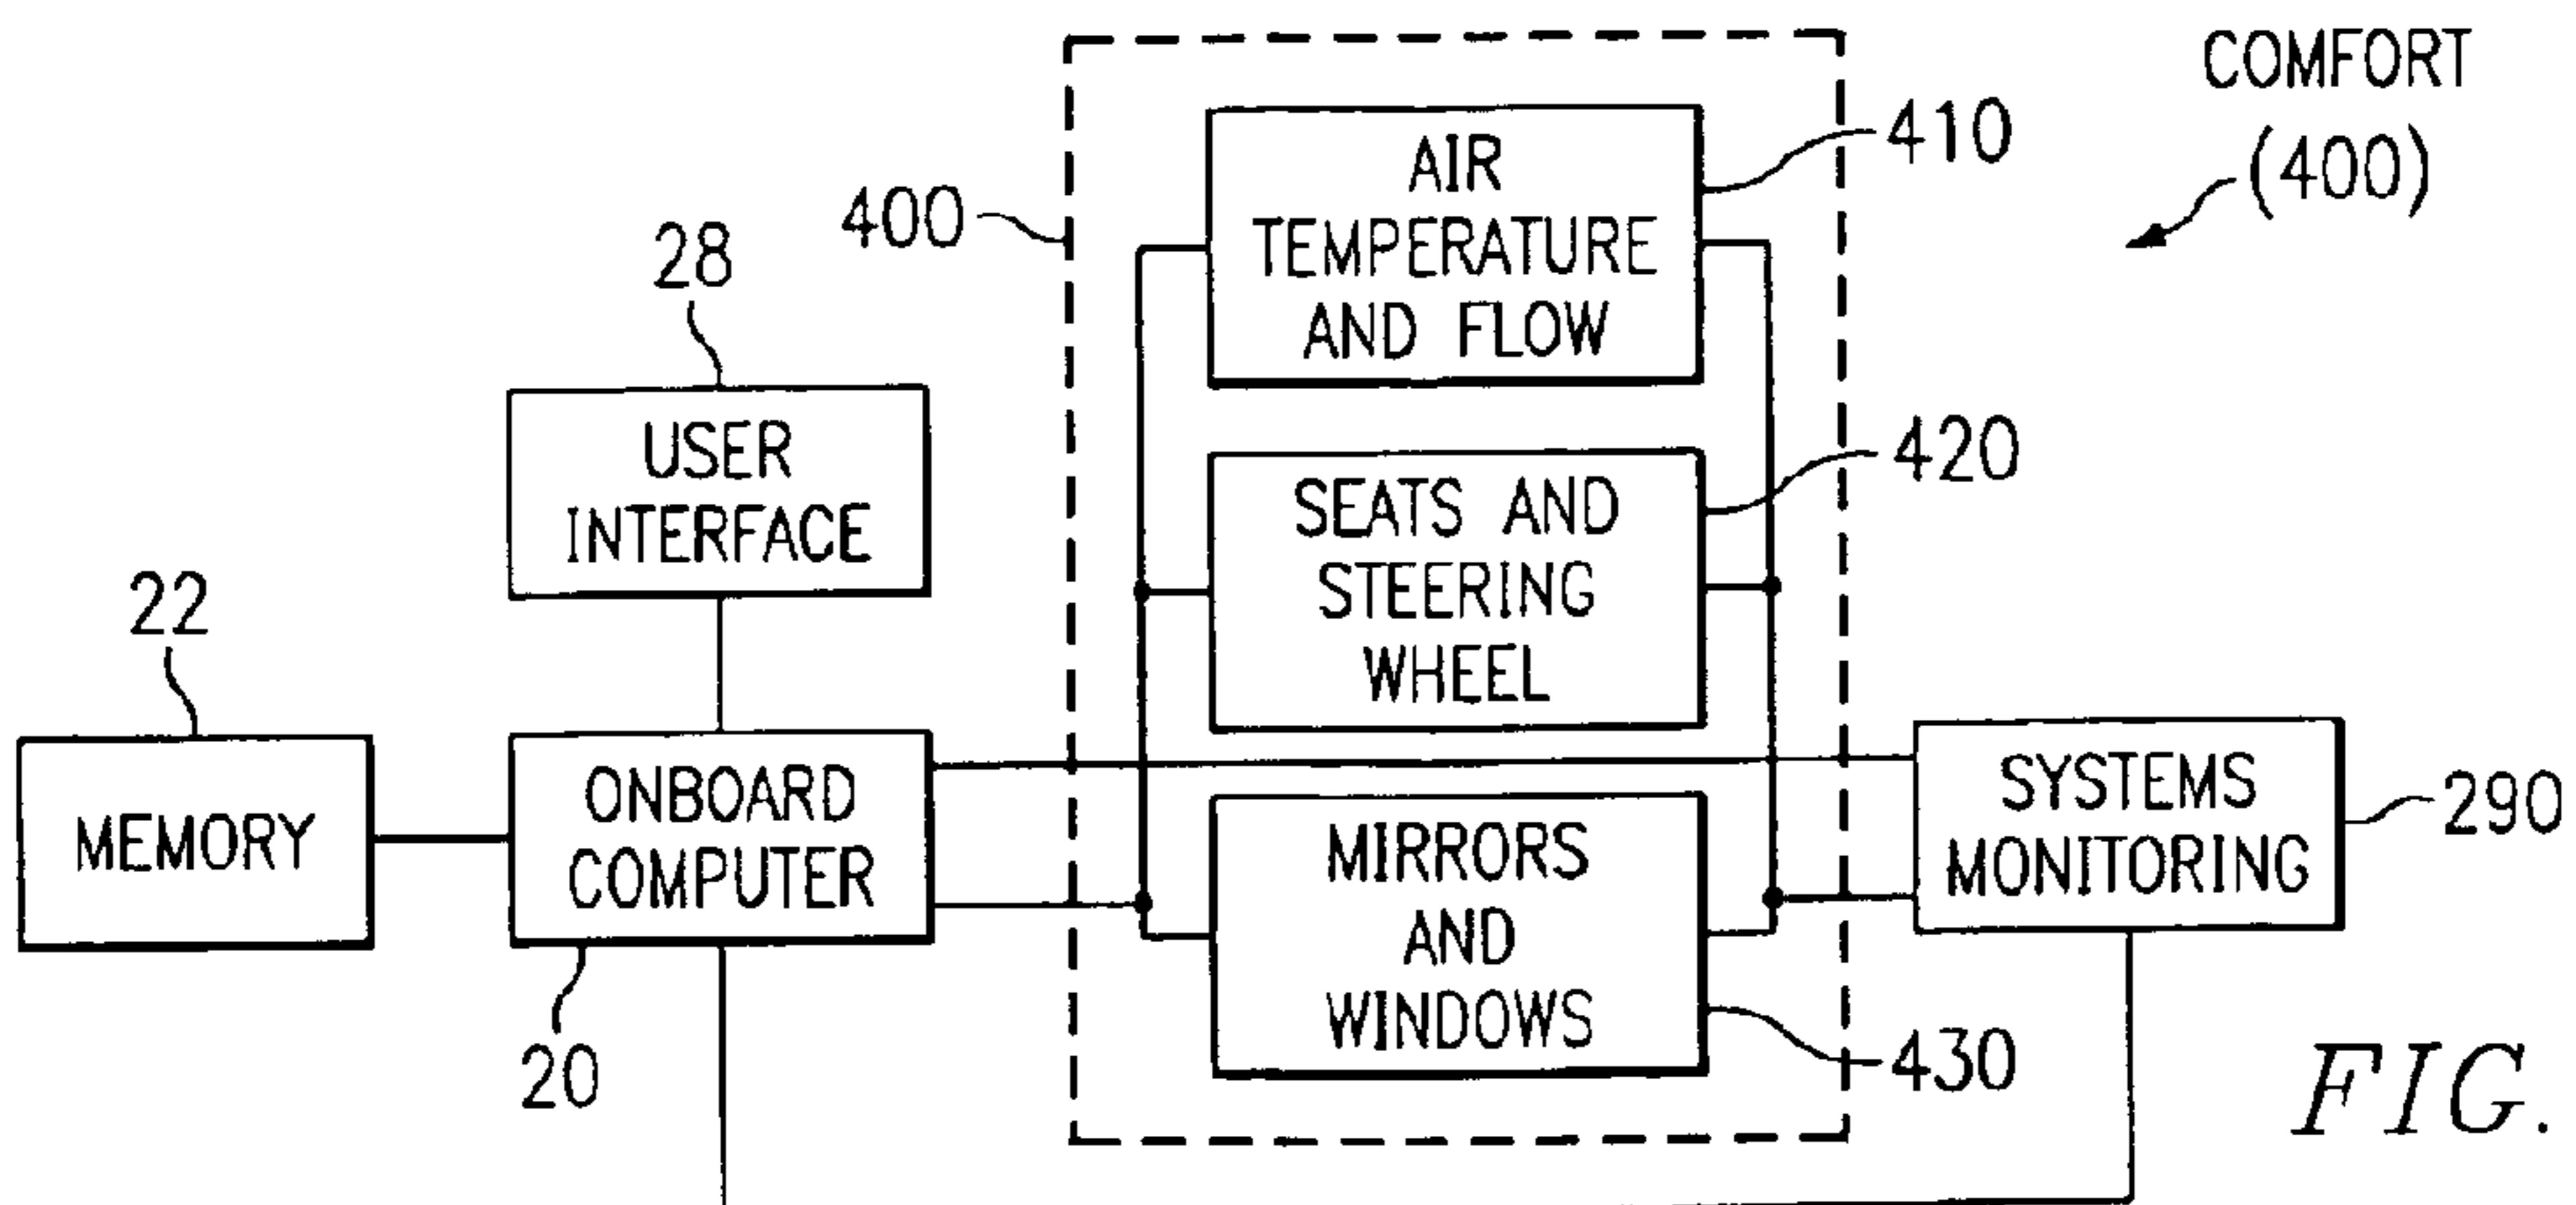 COMFORT
(400)
410
AIR
TEMPERATURE
AND FLOW
400
28
USER
INTERFACE
420
SEATS AND
STEERING
WHEEL
22
MEMORY
ONBOARD
COMPUTER
20
MIRRORS
AND
WINDOWS
430
SYSTEMS
MONITORING
290
FIG.